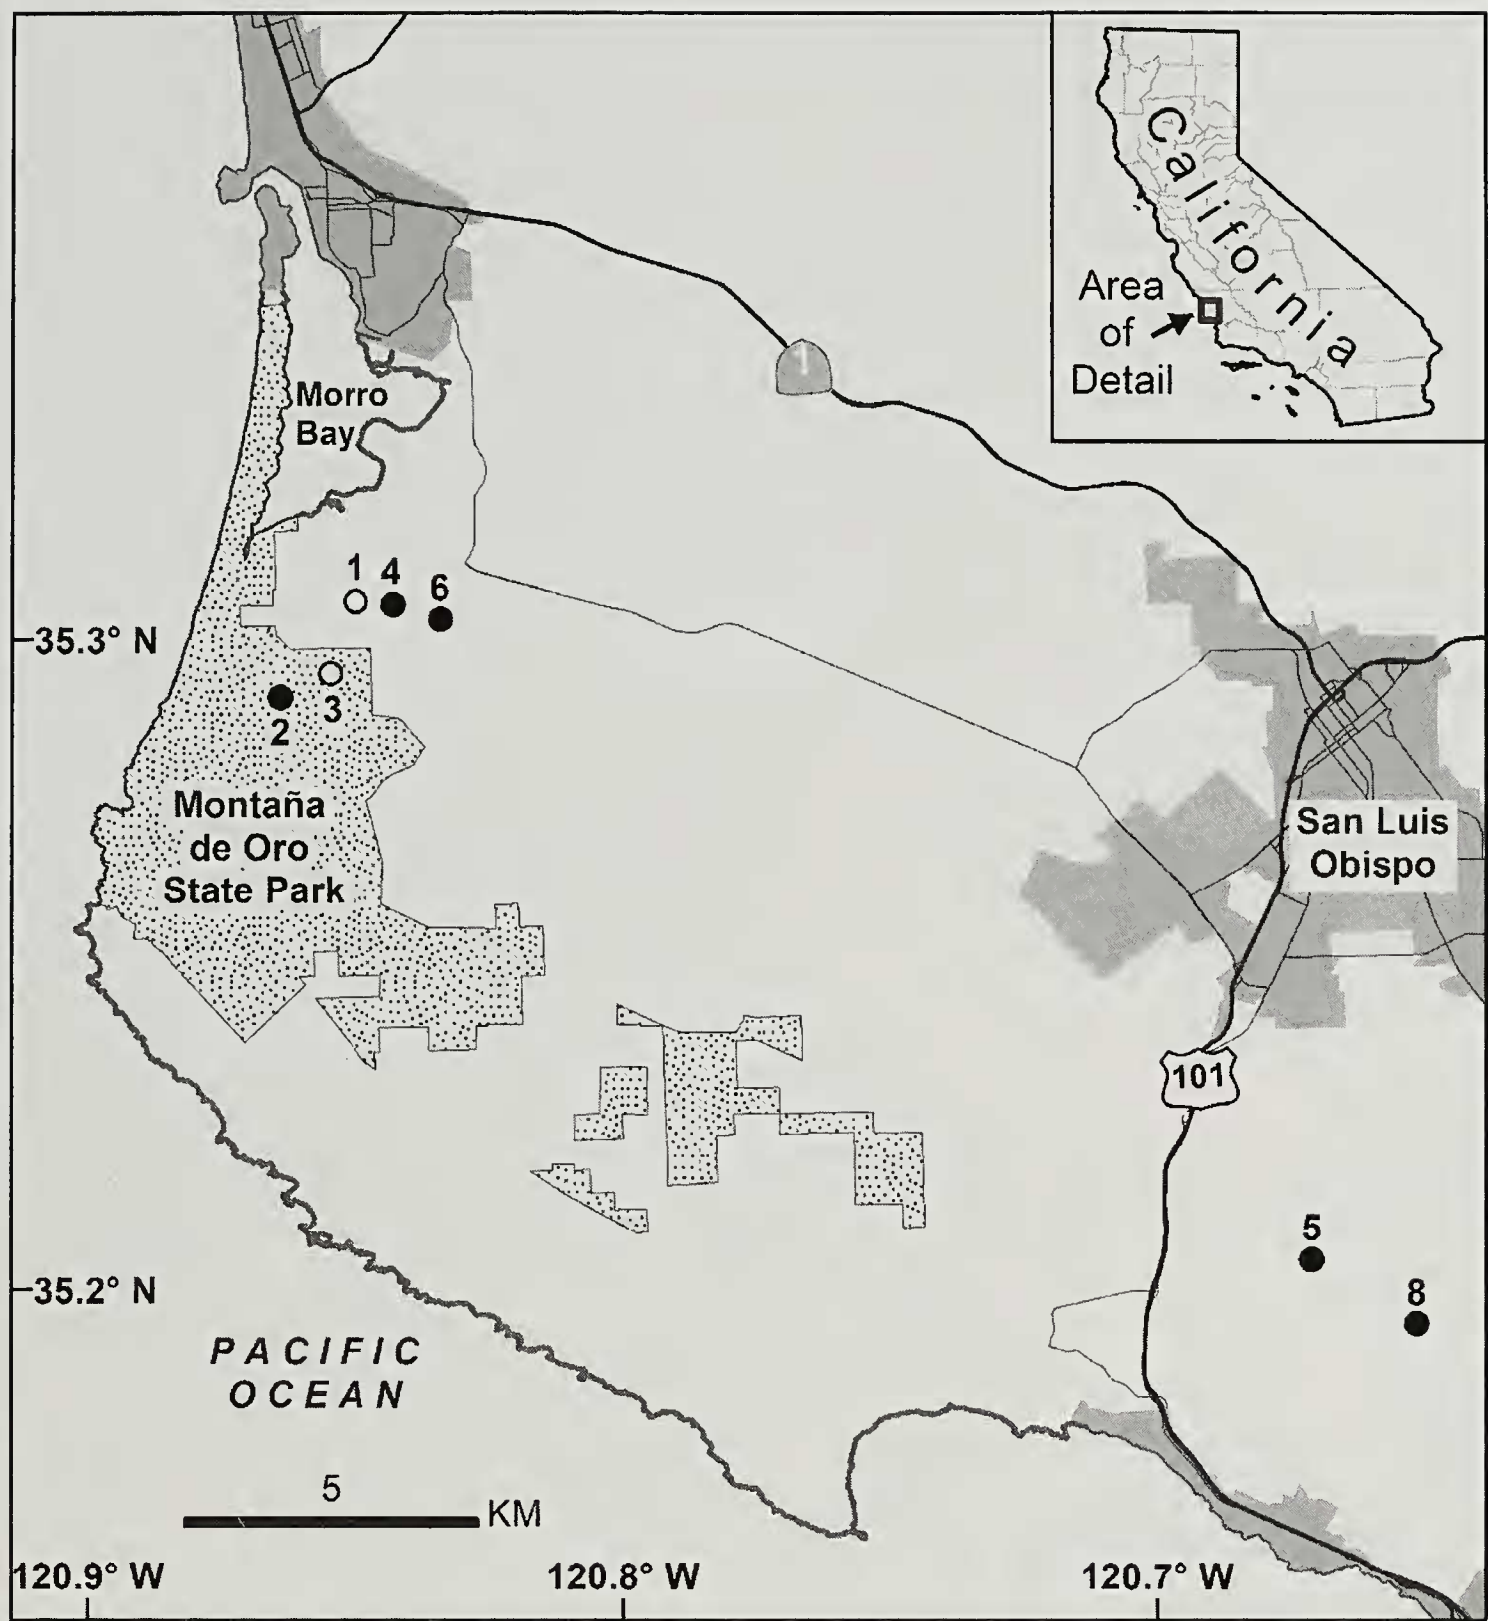 California
Area
of
Detail
1
Morro
Bay
1
4
6
35.3° N
3
2
Montaña
de Oro
State Park
San Luis
Obispo
101
5
8
35.2° N
PACIFIC
OCEAN
5
KM
120.9° W
120.8° W
120.7° W